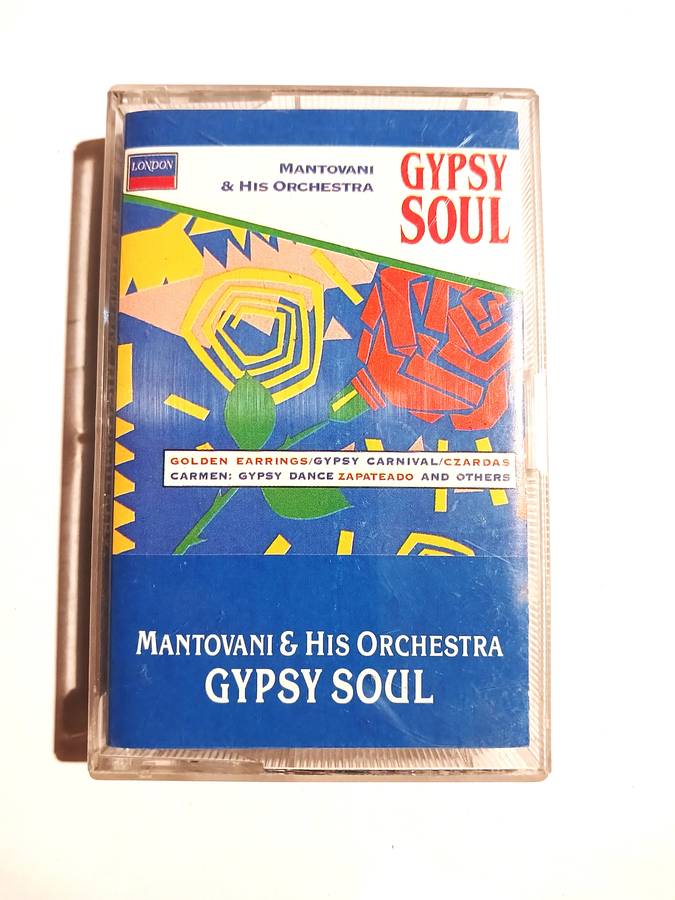 LONDON
MANTOVANI
& HIS ORCHESTRA
GYPSY
SOUL
GOLDEN EARRINGS/GYPSY CARNIVAL/CZARDAS
CARMEN: GYPSY DANCE ZAPATEADO AND OTHERS
MANTOVANI & HIS ORCHESTRA
GYPSY SOUL